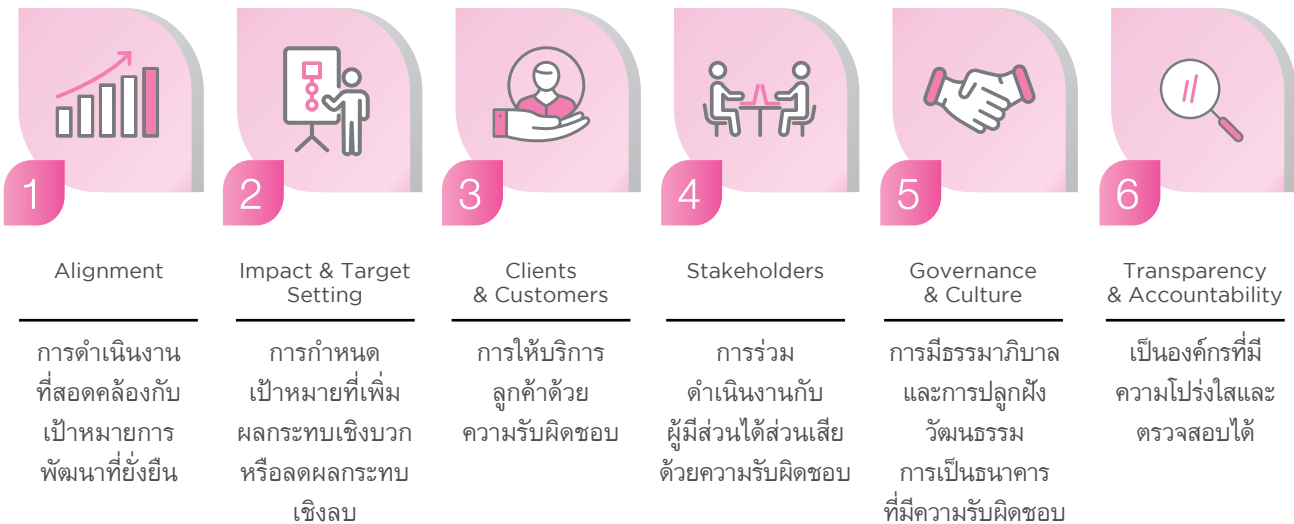 1
Alignment
การดำเนินงาน
ที่สอดคล้องกับ
เป้าหมายการ
พัฒนาที่ยั่งยืน
2
Impact & Target
Setting
การกำหนด
เป้าหมายที่เพิ่ม
ผลกระทบเชิงบวก
หรือลดผลกระทบ
เชิงลบ
3
Clients
& Customers
การให้บริการ
ลูกค้าด้วย
ความรับผิดชอบ
4
Stakeholders
การร่วม
ดำเนินงานกับ
ผู้มีส่วนได้ส่วนเสีย
ด้วยความรับผิดชอบ
5
Governance
& Culture
การมีธรรมาภิบาล
และการปลูกฝัง
วัฒนธรรม
การเป็นธนาคาร
ที่มีความรับผิดชอบ
6
Transparency
& Accountability
เป็นองค์กรที่มี
ความโปร่งใสและ
ตรวจสอบได้